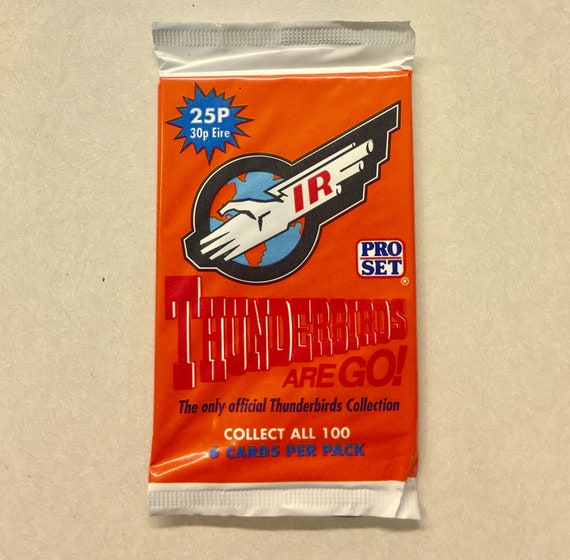 25P
30p Eire
IR
PRO
SET
®
THUNDERBIRDS
ARE GO!
The only official Thunderbirds Collection
COLLECT ALL 100
6 CARDS PER PACK